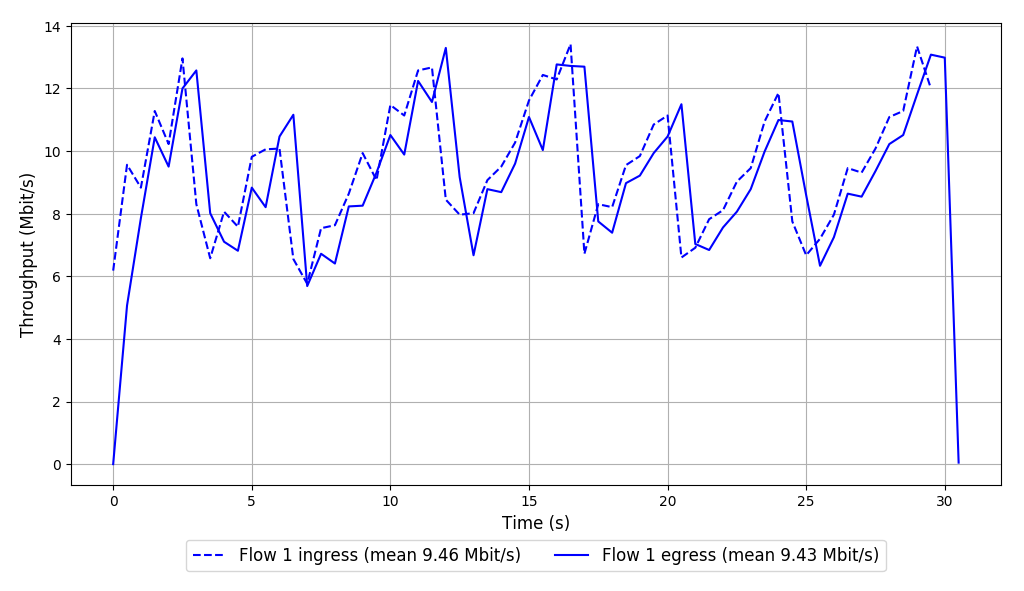 14
12
10
8
6
4
2
0
Throughput (Mbit/s)
0 5 10 15 20 25 30
Time (s)
Flow 1 ingress (mean 9.46 Mbit/s) Flow 1 egress (mean 9.43 Mbit/s)